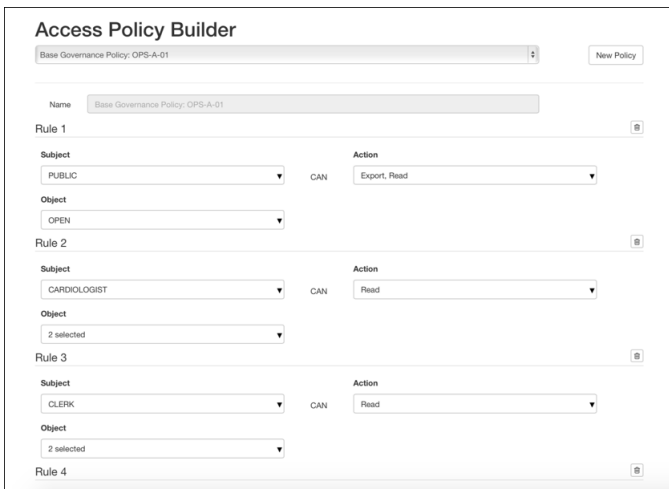 Access Policy Builder
Base Governance Policy: OPS-A-01
New Policy
Name
Base Governance Policy: OPS-A-01
Rule 1
Subject
Action
PUBLIC
CAN
Export, Read
Object
OPEN
Rule 2
Subject
Action
CARDIOLOGIST
CAN
Read
Object
2 selected
Rule 3
Subject
Action
CLERK
CAN
Read
Object
2 selected
Rule 4